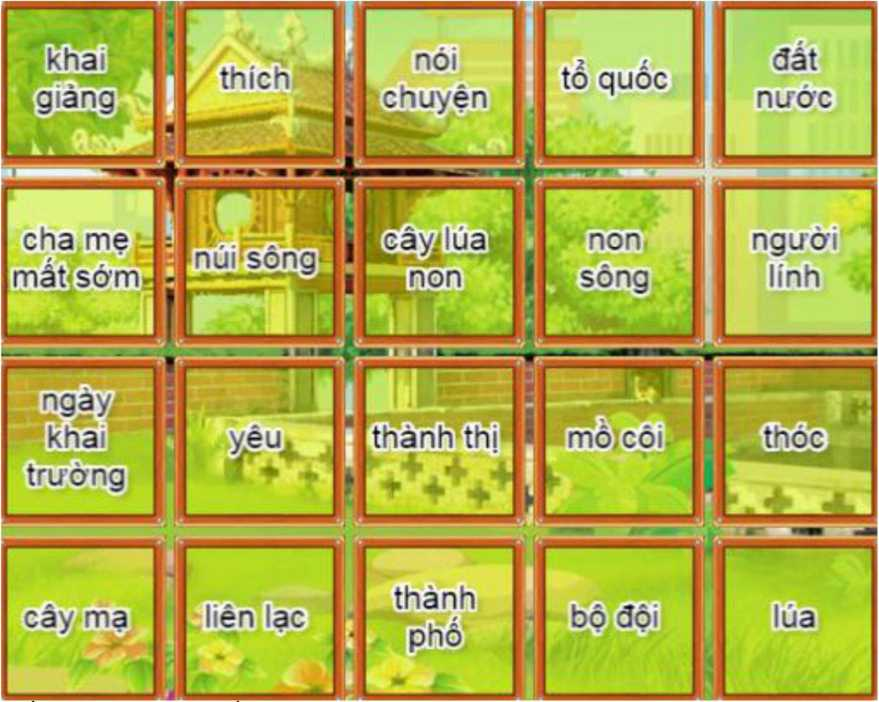 khai
giảng
thích
nói
chuyện
tổ quốc
đất
nước
cha mẹ
mất sớm
núi sông
cây lúa
non
non
sông
người
lính
ngày
khai
trường
yêu
thành thị
mồ côi
thóc
cây mạ
liên lạc
thành
phố
bộ đội
lúa